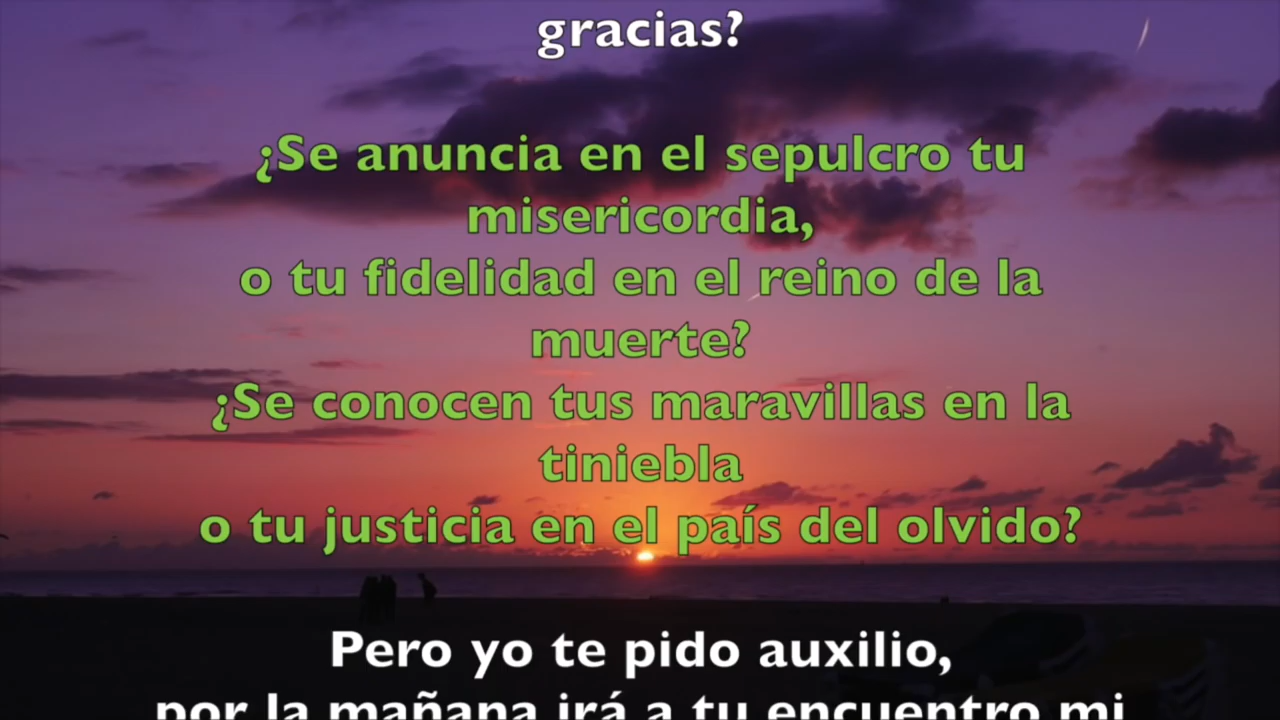 gracias?
¿Se anuncia en el sepulcro tu
misericordia,
o tu fidelidad en el reino de la
muerte?
¿Se conocen tus maravillas en la
tiniebla
o tu justicia en el país del olvido?
Pero yo te pido auxilio,
por la mañana irá a tu encuentro mi